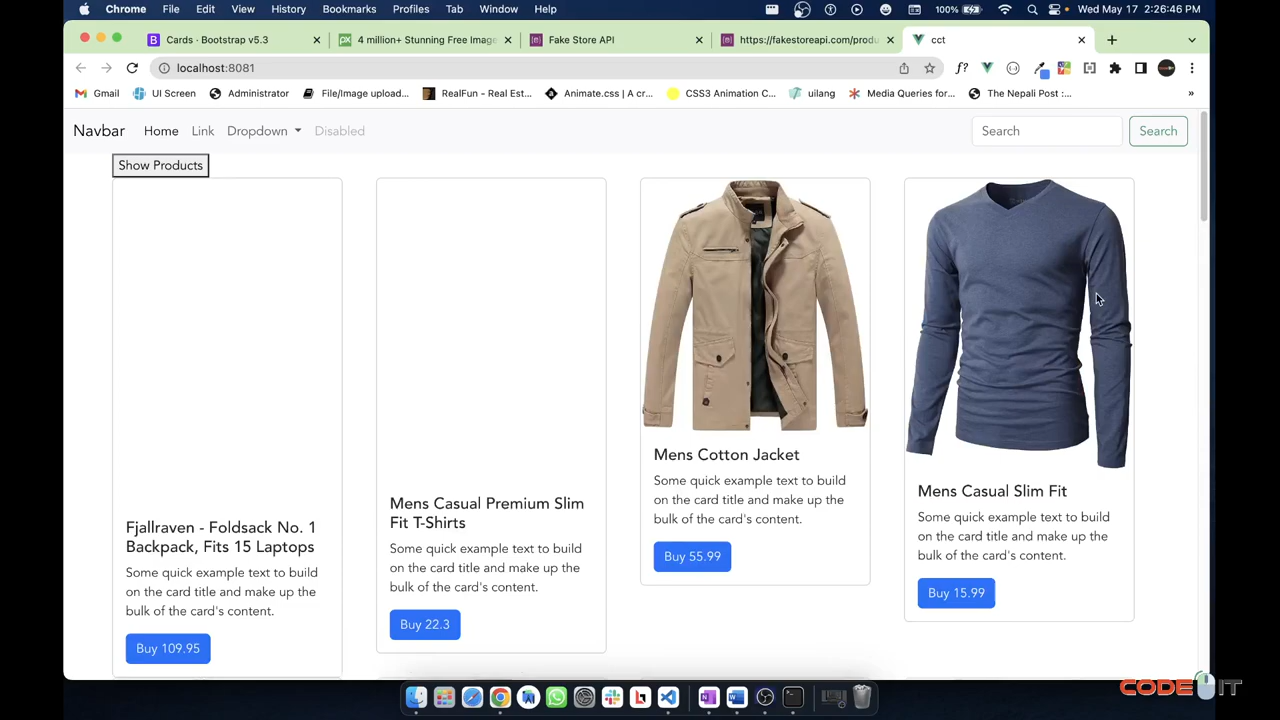 Chrome File Edit View History Bookmarks Profiles Tab Window Help 100% Wed May 17 2:26:46 PM
Cards · Bootstrap v5.3
4 million+ Stunning Free Image
Fake Store API
https://fakestoreapi.com/produ
cct
localhost:8081
f?
Gmail UI Screen Administrator File/Image upload... RealFun - Real Est... Animate.css | A cr... CSS3 Animation C... uilang Media Queries for... The Nepali Post :... »
Navbar Home Link Dropdown Disabled Search Search
Show Products
Fjallraven - Foldsack No. 1
Backpack, Fits 15 Laptops
Some quick example text to build
on the card title and make up the
bulk of the card's content.
Buy 109.95
Mens Casual Premium Slim
Fit T-Shirts
Some quick example text to build
on the card title and make up the
bulk of the card's content.
Buy 22.3
Mens Cotton Jacket
Some quick example text to build
on the card title and make up the
bulk of the card's content.
Buy 55.99
Mens Casual Slim Fit
Some quick example text to build
on the card title and make up the
bulk of the card's content.
Buy 15.99
CODE IT